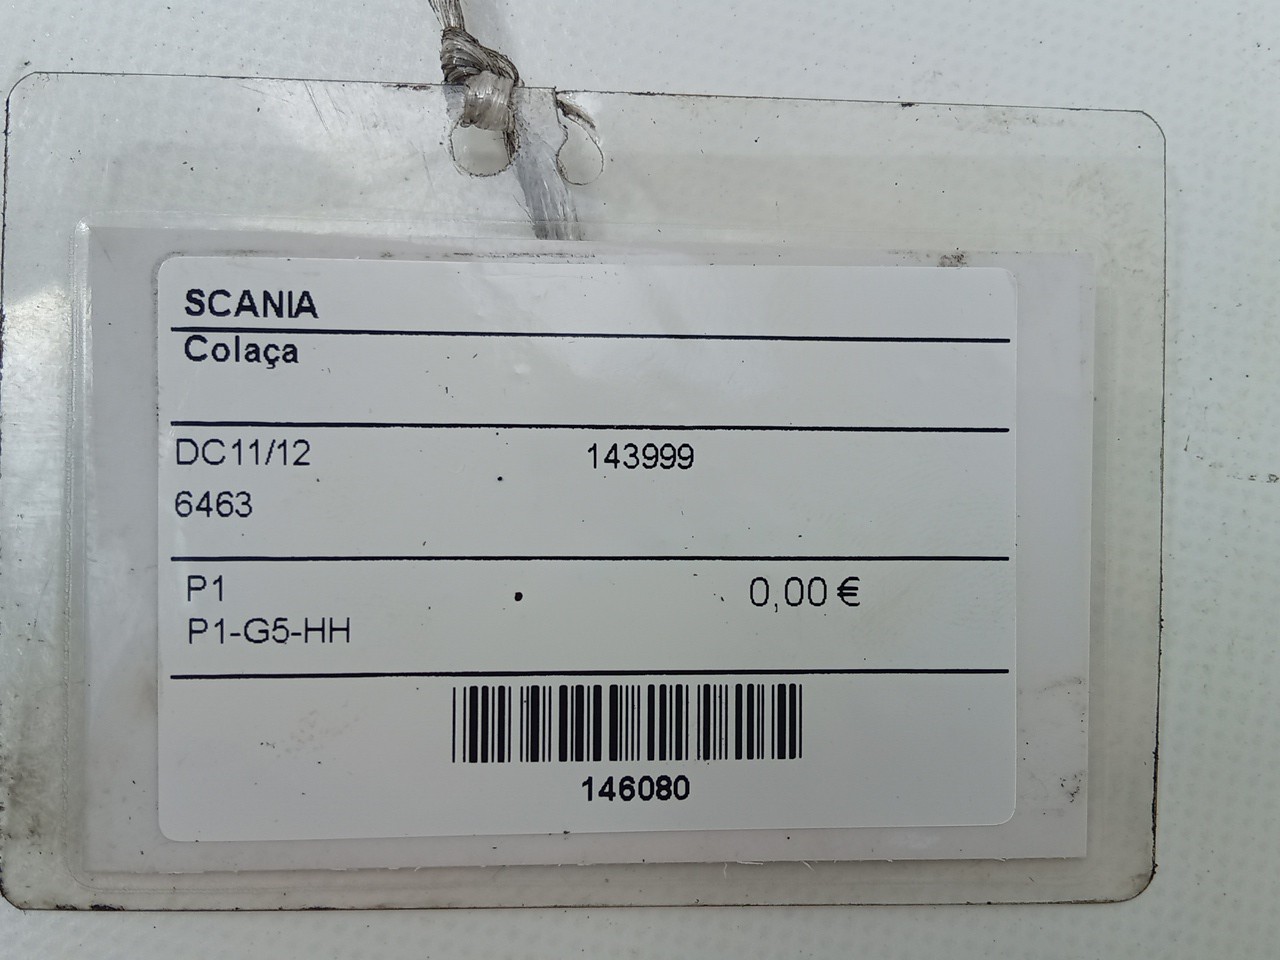 SCANIA
Colaça
DC11/12 143999
6463
P1 0,00 €
P1-G5-HH
146080